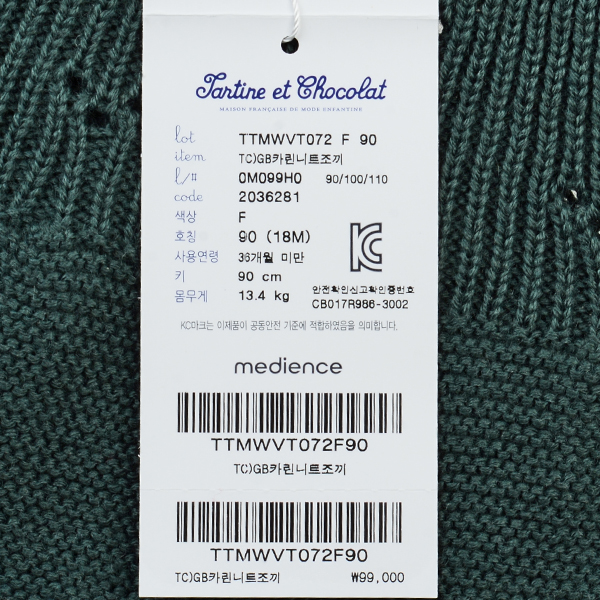 Tartine et Chocolat
MAISON FRANÇAISE DE MODE ENFANTINE
lot TTMWVT072 F 90
item TC)GB카린니트조끼
l/# 0M099H0 90/100/110
code 2036281
색상 F
호칭 90 (18M)
사용연령 36개월 미만
키 90 cm
몸무게 13.4 kg
안전확인신고확인증번호
CB017R986-3002
KC마크는 이제품이 공동안전 기준에 적합하였음을 의미합니다.
medience
TTMWVT072F90
TC)GB카린니트조끼
TTMWVT072F90
TC)GB카린니트조끼 ₩99,000